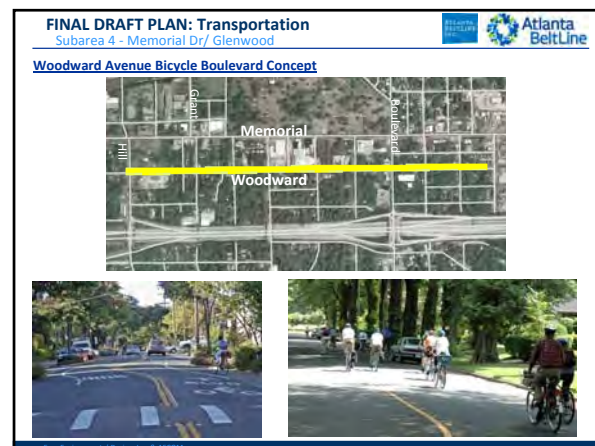 FINAL DRAFT PLAN: Transportation
Subarea 4 - Memorial Dr/ Glenwood
Atlanta
BeltLine
Woodward Avenue Bicycle Boulevard Concept
Grant
Boulevard
Memorial
Hill
Woodward